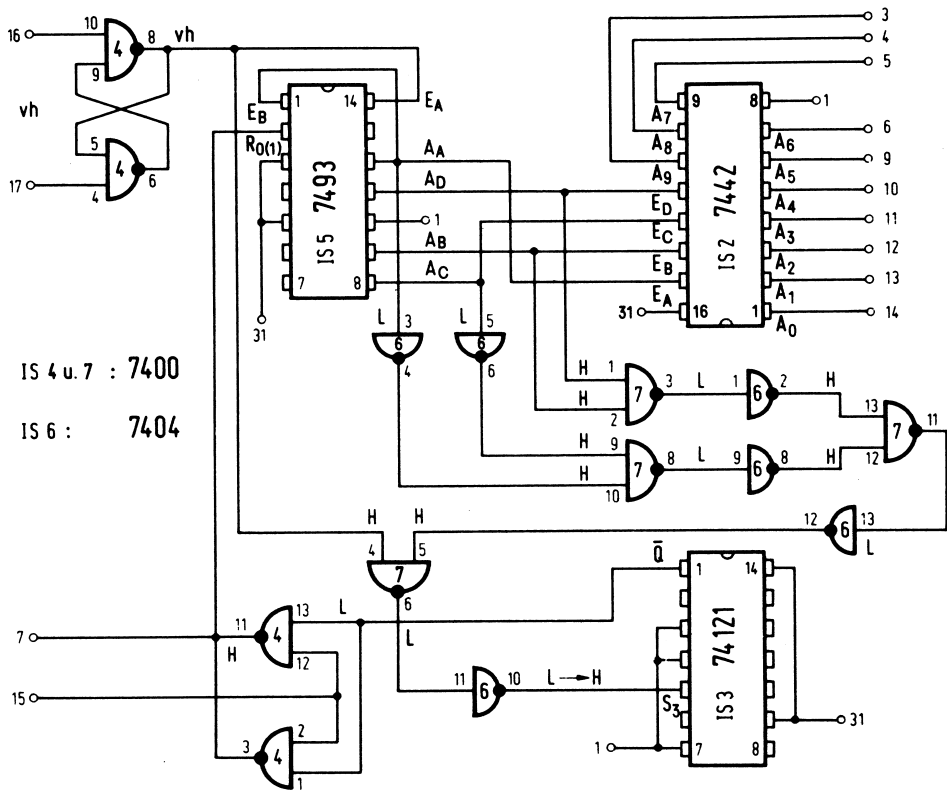 16 10 4 8 vh
9
vh
5 4 6
17 4
3
4
5
1 14
E_B E_A
R_0(1)
7493
IS 5
A_A
A_D
1
A_B
A_C
7 8
31
9 8 1
A_7
A_8 A_6 6
A_9 A_5 9
E_D A_4 10
E_C A_3 11
E_B A_2 12
E_A A_1 13
31 16 1 A_0 14
7442
IS 2
L 3
6
4
L 5
6
6
IS 4 u. 7 : 7400
IS 6 : 7404
H 1
H 2
7 3 L 1 6 2 H
13
7 11
12
H 9
H 10
7 8 L 9 6 8 H
12 6 13
L
H H
4 5
7
6
L
Q̄
1 14
74121
IS 3
S_3
7 8
31
1
7 11 4 13 L
H 12
15
3 4 2
1
11 6 10 L → H